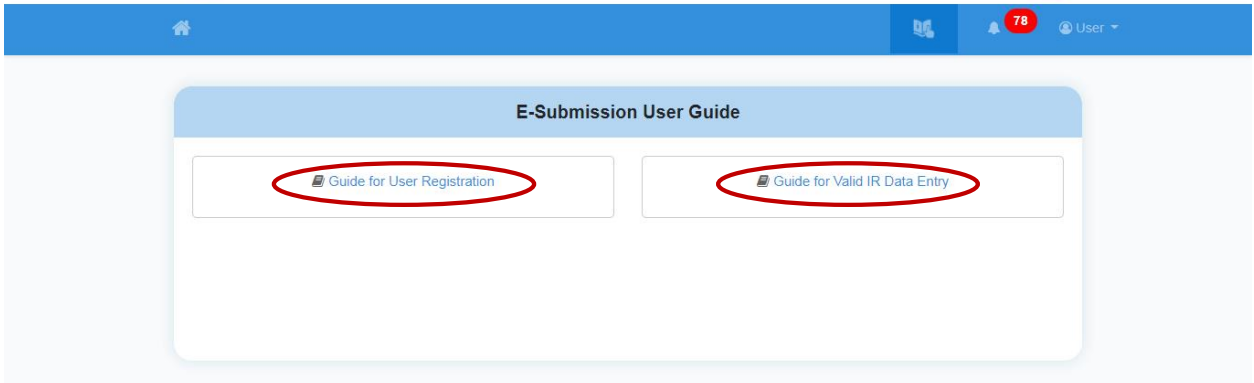 78
User
E-Submission User Guide
Guide for User Registration
Guide for Valid IR Data Entry